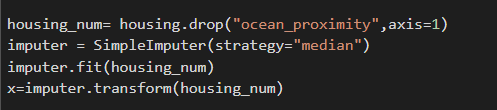 housing_num= housing.drop("ocean_proximity",axis=1)
imputer = SimpleImputer(strategy="median")
imputer.fit(housing_num)
x=imputer.transform(housing_num)